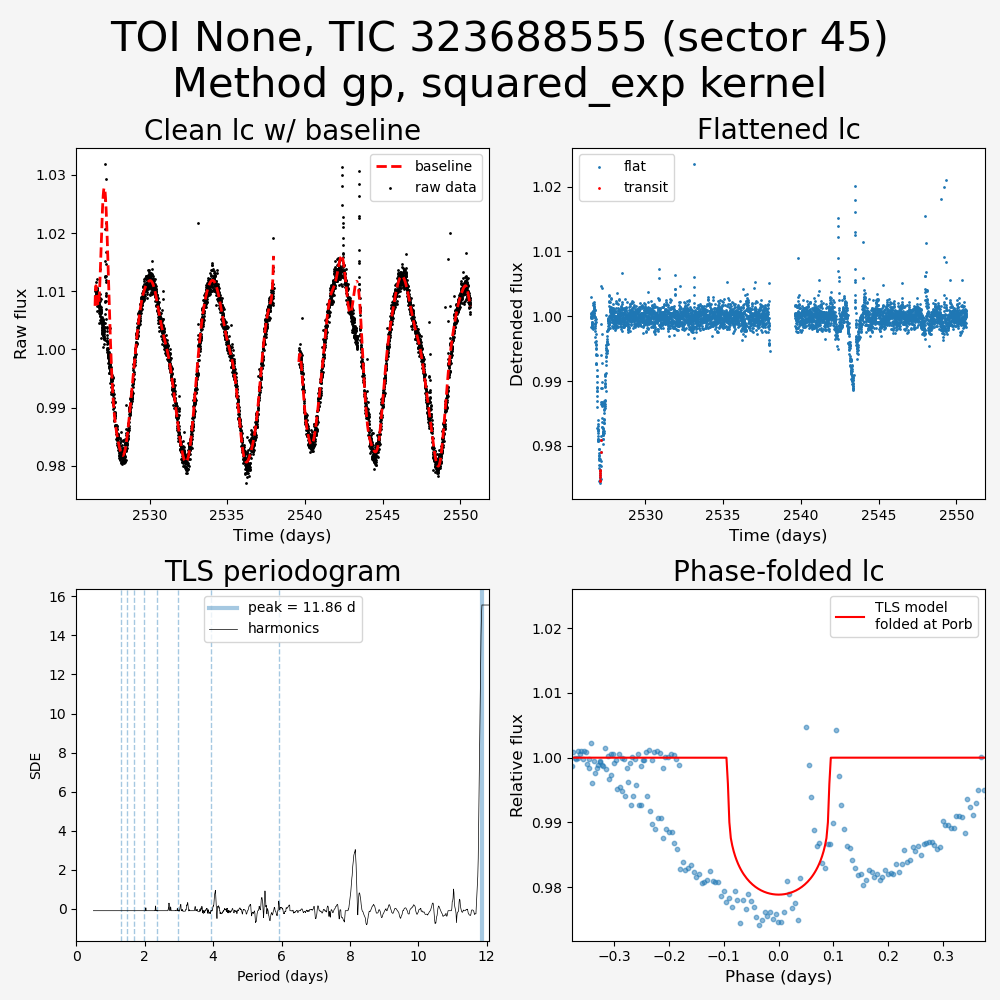 TOI None, TIC 323688555 (sector 45)
Method gp, squared_exp kernel
Clean lc w/ baseline
Raw flux
1.03
1.02
1.01
1.00
0.99
0.98
baseline
raw data
2530
2535
2540
2545
2550
Time (days)
Flattened lc
Detrended flux
1.02
1.01
1.00
0.99
0.98
flat
transit
2530
2535
2540
2545
2550
Time (days)
TLS periodogram
SDE
16
14
12
10
8
6
4
2
0
peak = 11.86 d
harmonics
0
2
4
6
8
10
12
Period (days)
Phase-folded lc
Relative flux
1.02
1.01
1.00
0.99
0.98
TLS model
folded at Porb
−0.3
−0.2
−0.1
0.0
0.1
0.2
0.3
Phase (days)